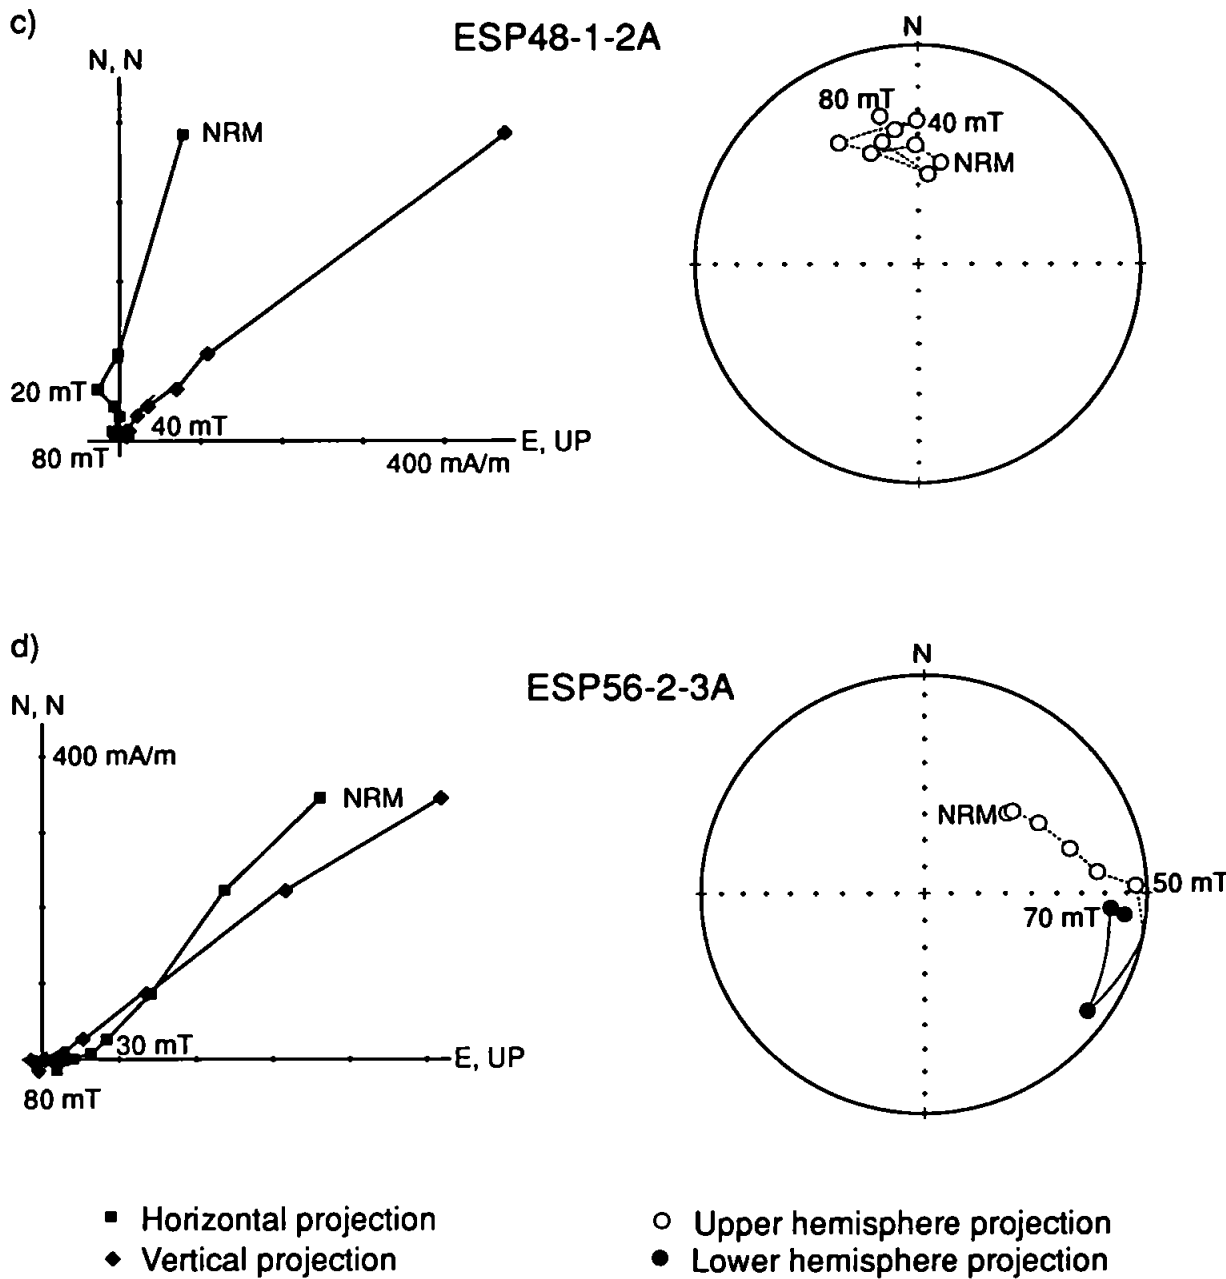 c)
ESP48-1-2A
N, N
N
NRM
80 mT
40 mT
NRM
20 mT
40 mT
E, UP
80 mT
400 mA/m
d)
ESP56-2-3A
N, N
N
400 mA/m
NRM
NRM
50 mT
70 mT
30 mT
E, UP
80 mT
Horizontal projection
Vertical projection
Upper hemisphere projection
Lower hemisphere projection